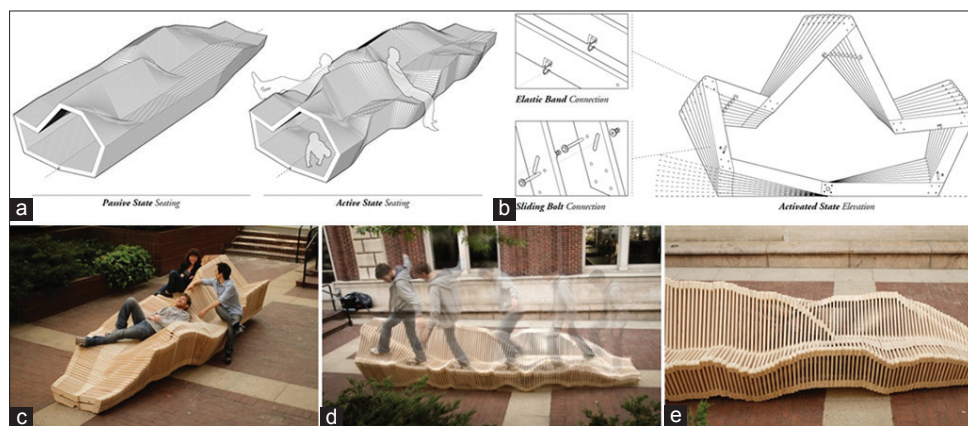 a
Passive State Seating
Active State Seating
b
Elastic Band Connection
Sliding Bolt Connection
Activated State Elevation
c
d
e